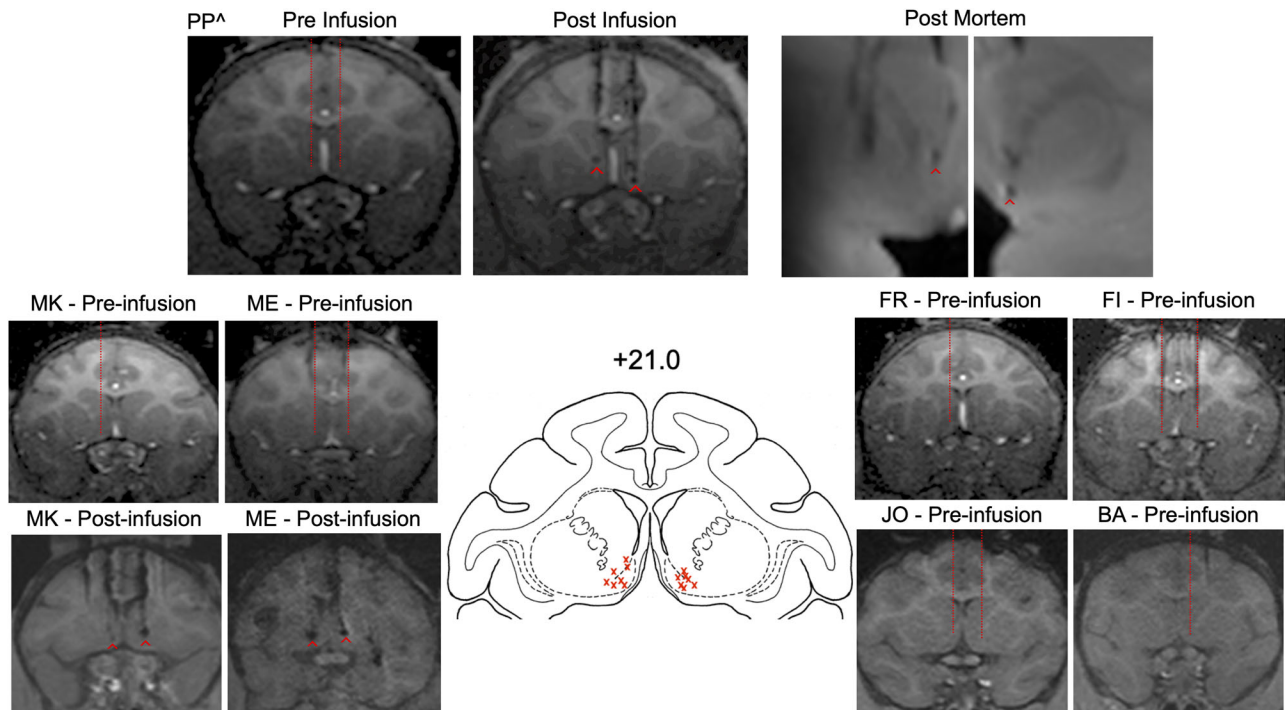 PP^ Pre Infusion Post Infusion Post Mortem
MK - Pre-infusion ME - Pre-infusion FR - Pre-infusion FI - Pre-infusion
+21.0
MK - Post-infusion ME - Post-infusion JO - Pre-infusion BA - Pre-infusion